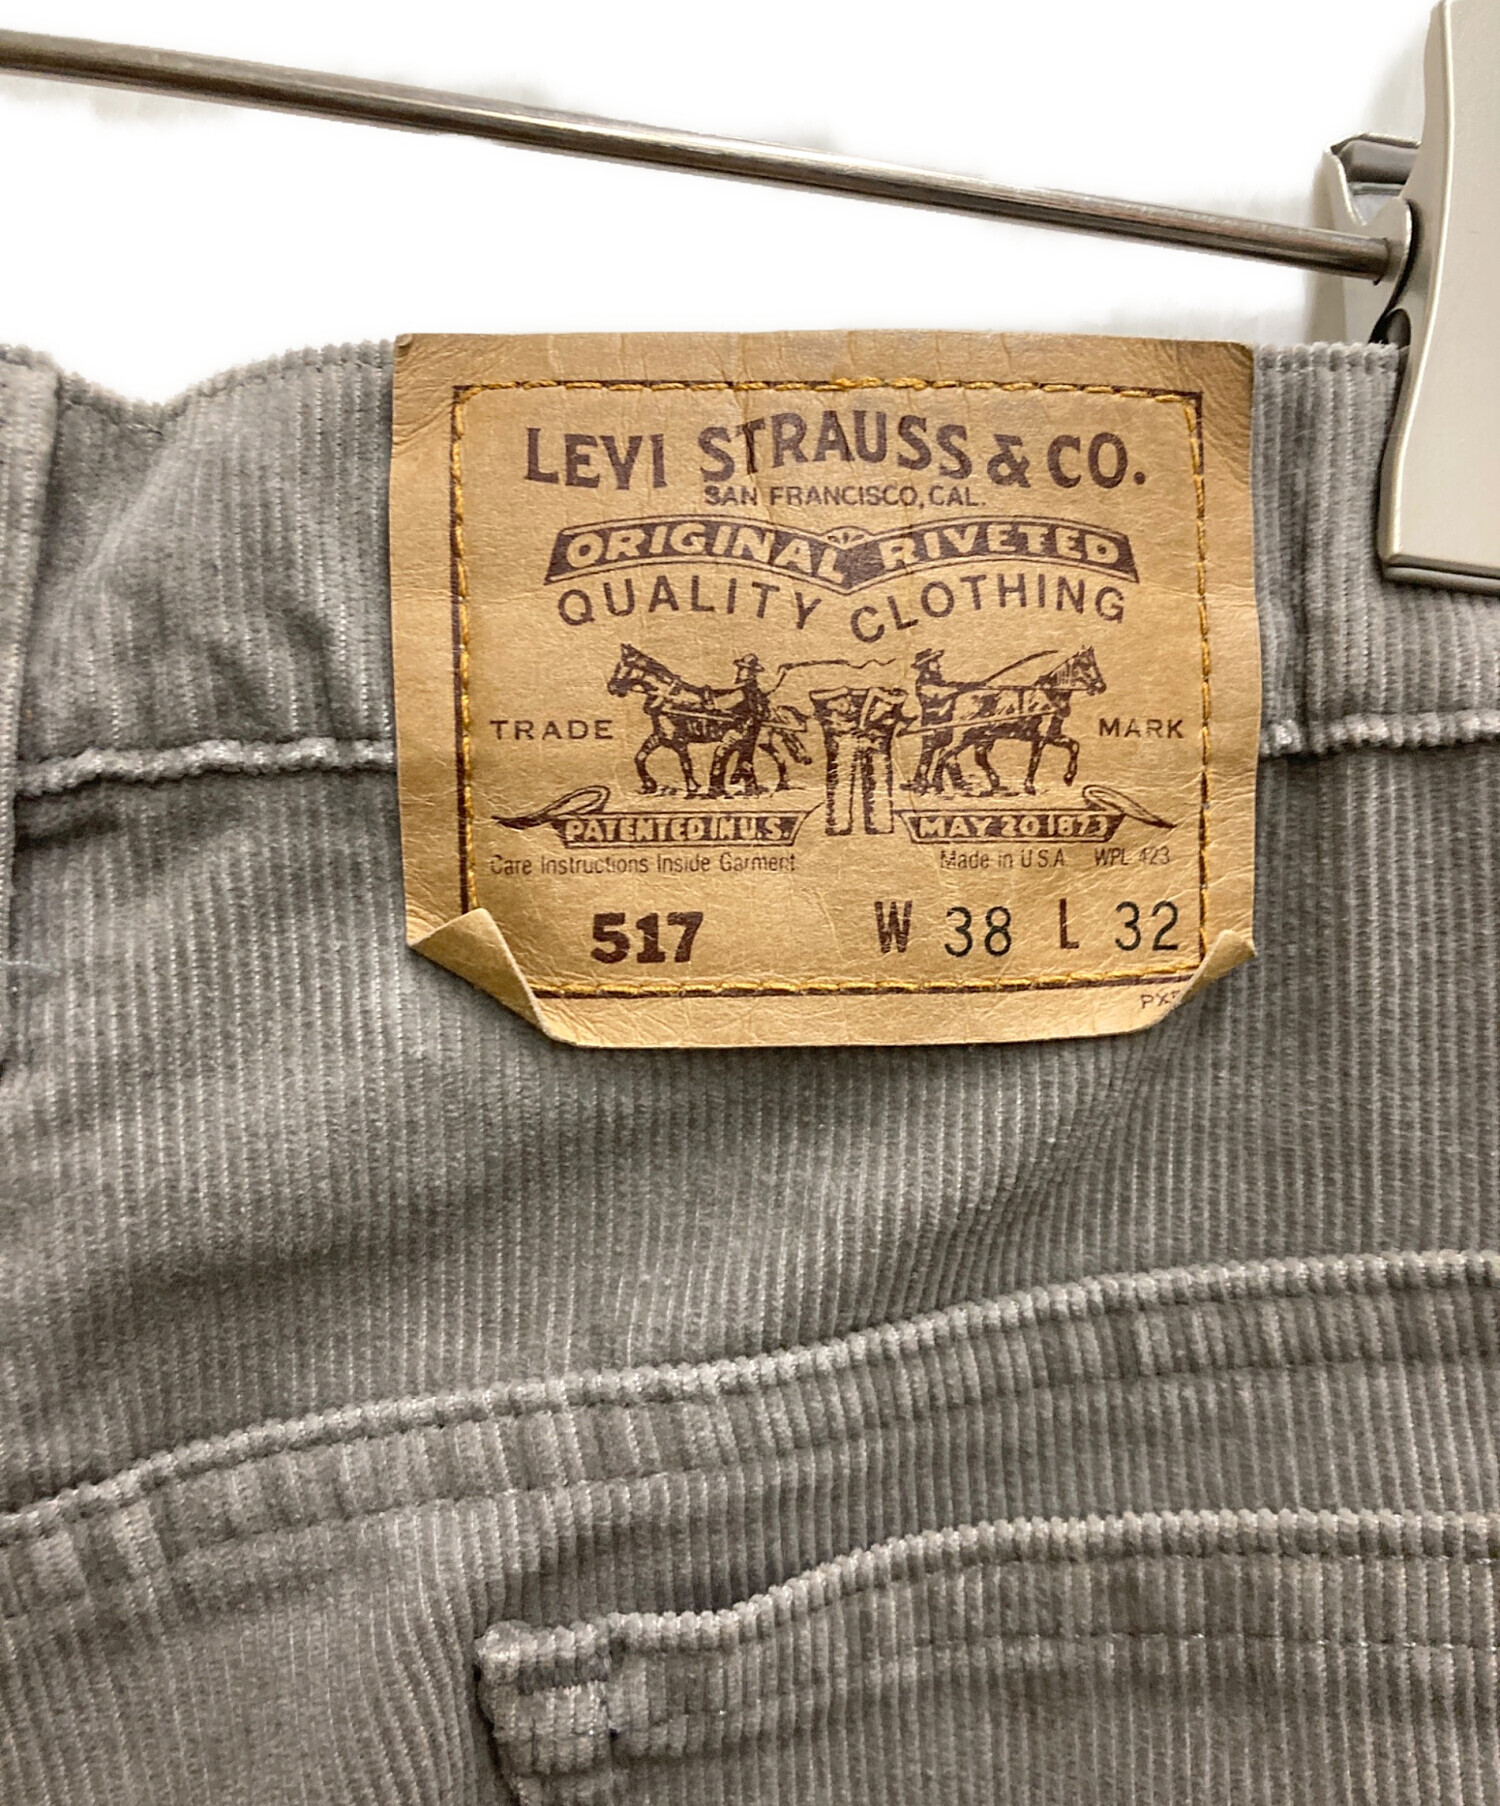 LEVI STRAUSS & CO.
SAN FRANCISCO, CAL.
ORIGINAL RIVETED
QUALITY CLOTHING
TRADE MARK
PATENTED IN U.S. MAY 20 1873
Care Instructions Inside Garment Made in U.S.A. WPL 423
517 W 38 L 32